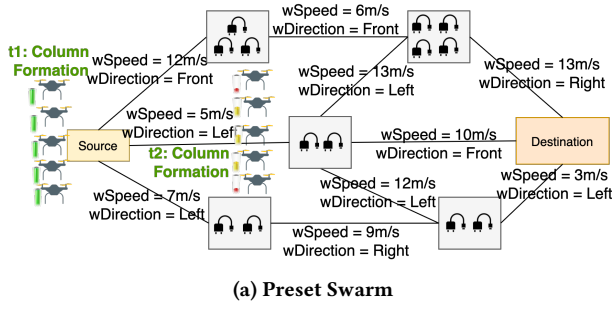 wSpeed = 6m/s
wDirection = Front
t1: Column
Formation
wSpeed = 12m/s
wDirection = Front
wSpeed = 13m/s
wDirection = Left
wSpeed = 13m/s
wDirection = Right
wSpeed = 5m/s
wDirection = Left
Source
t2: Column
Formation
wSpeed = 10m/s
wDirection = Front
Destination
wSpeed = 7m/s
wDirection = Left
wSpeed = 12m/s
wDirection = Left
wSpeed = 3m/s
wDirection = Left
wSpeed = 9m/s
wDirection = Right
(a) Preset Swarm